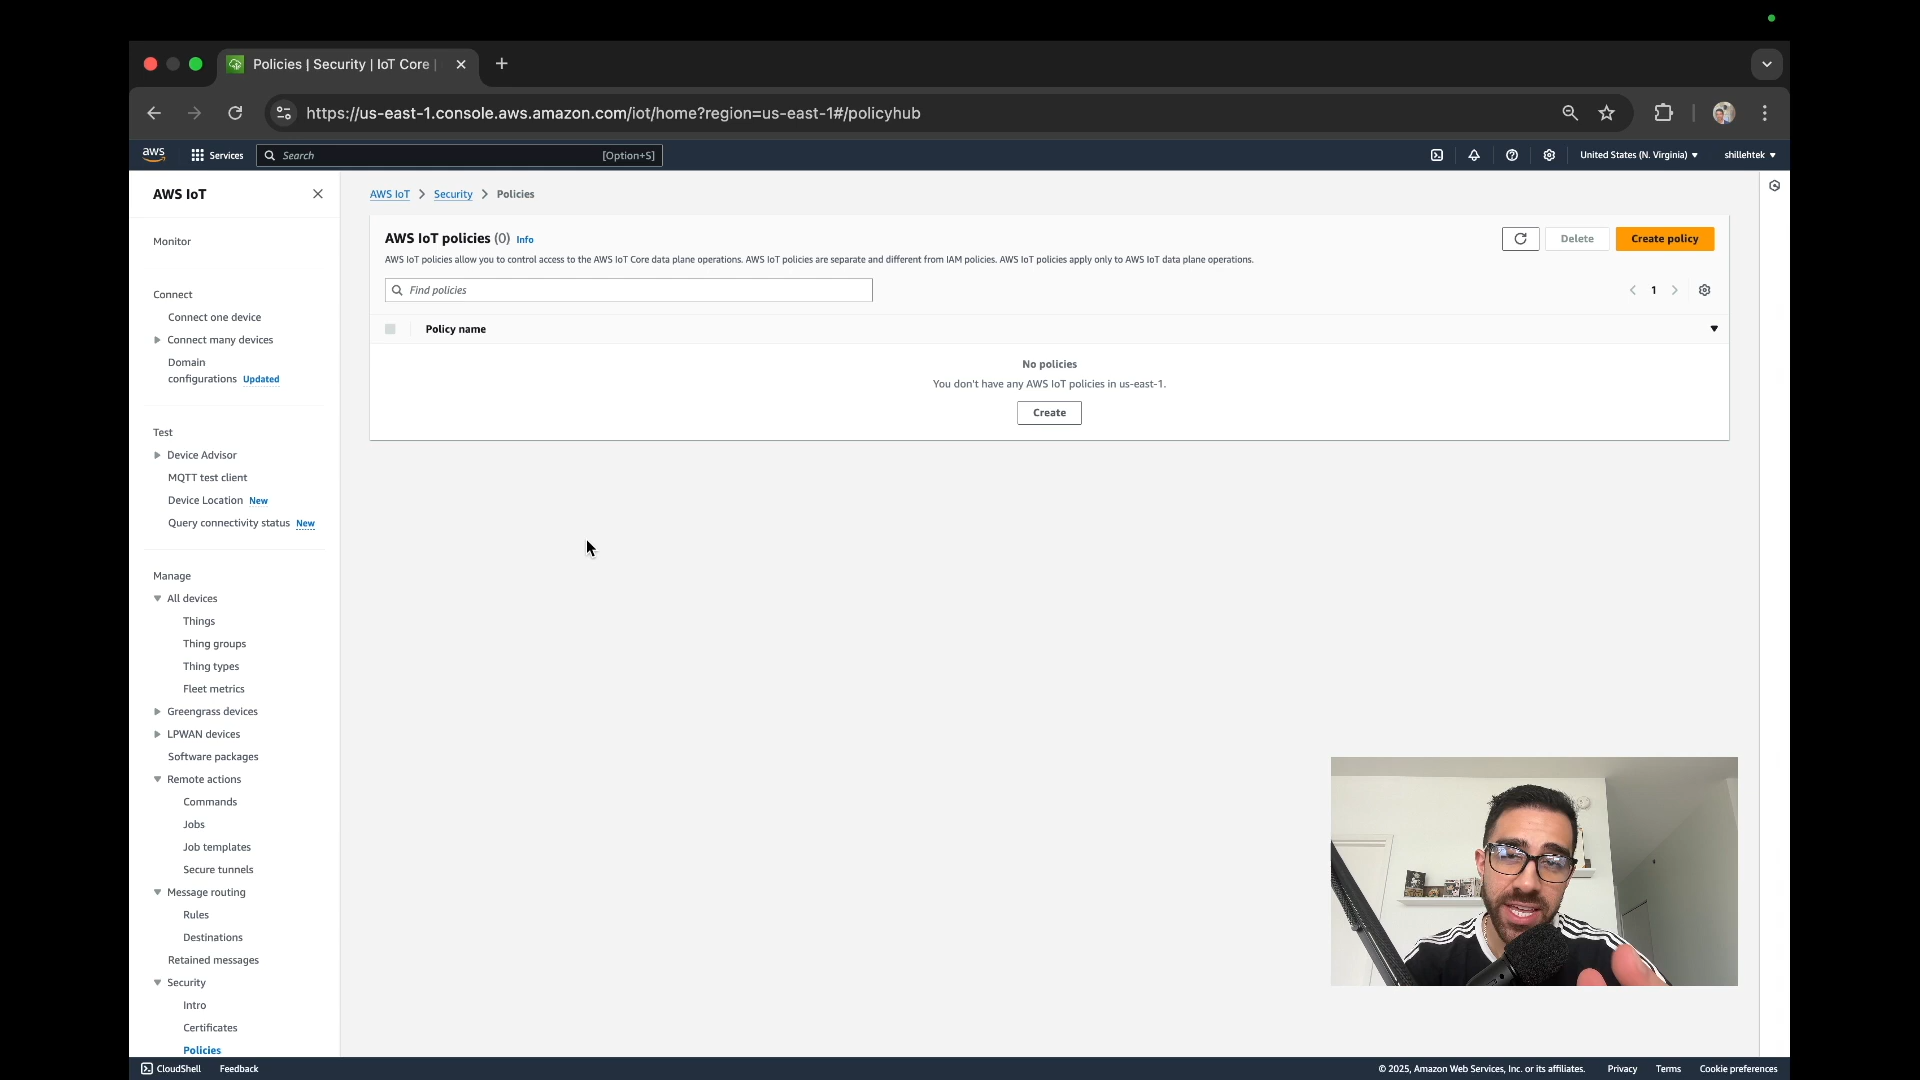 Policies | Security | IoT Core |
https://us-east-1.console.aws.amazon.com/iot/home?region=us-east-1#/policyhub
aws
Services
Search
[Option+S]
United States (N. Virginia)
shillehtek
AWS IoT
Monitor
Connect
Connect one device
Connect many devices
Domain
configurations Updated
Test
Device Advisor
MQTT test client
Device Location New
Query connectivity status New
Manage
All devices
Things
Thing groups
Thing types
Fleet metrics
Greengrass devices
LPWAN devices
Software packages
Remote actions
Commands
Jobs
Job templates
Secure tunnels
Message routing
Rules
Destinations
Retained messages
Security
Intro
Certificates
Policies
AWS IoT > Security > Policies
AWS IoT policies (0) Info
Delete
Create policy
AWS IoT policies allow you to control access to the AWS IoT Core data plane operations. AWS IoT policies are separate and different from IAM policies. AWS IoT policies apply only to AWS IoT data plane operations.
Find policies
1
Policy name
No policies
You don't have any AWS IoT policies in us-east-1.
Create
CloudShell
Feedback
© 2025, Amazon Web Services, Inc. or its affiliates.
Privacy
Terms
Cookie preferences